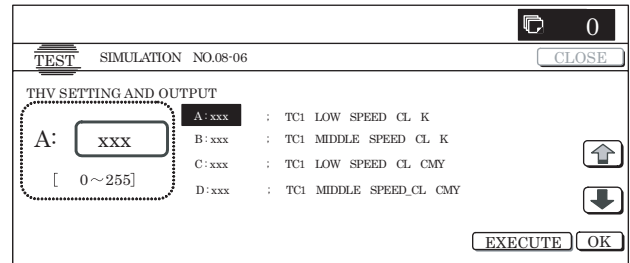 0
TEST SIMULATION NO.08-06 CLOSE
THV SETTING AND OUTPUT
A: xxx
[ 0～255]
A:xxx ; TC1 LOW SPEED CL K
B:xxx ; TC1 MIDDLE SPEED CL K
C:xxx ; TC1 LOW SPEED CL CMY
D:xxx ; TC1 MIDDLE SPEED_CL CMY
EXECUTE OK